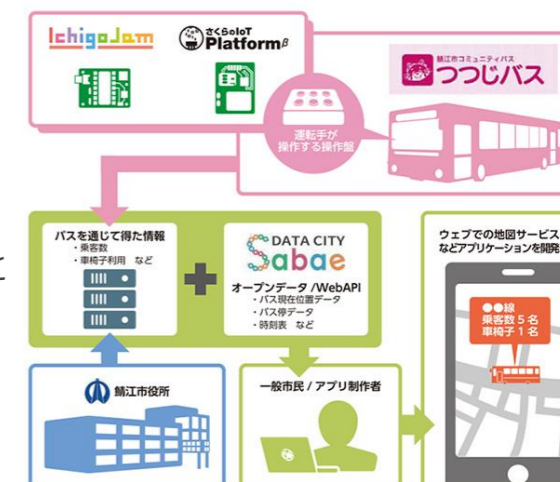 IchigoJam
さくらのIoT
Platformβ
鯖江市コミュニティバス
つつじバス
運転手が
操作する操作盤
と
バスを通じて得た情報
・乗客数
・車椅子利用 など
DATA CITY
Sabae
オープンデータ/WebAPI
・バス現在位置データ
・バス停データ
・時刻表 など
ウェブでの地図サービス
などアプリケーションを開発
●●線
乗客数5名
車椅子1名
鯖江市役所
一般市民/アプリ制作者